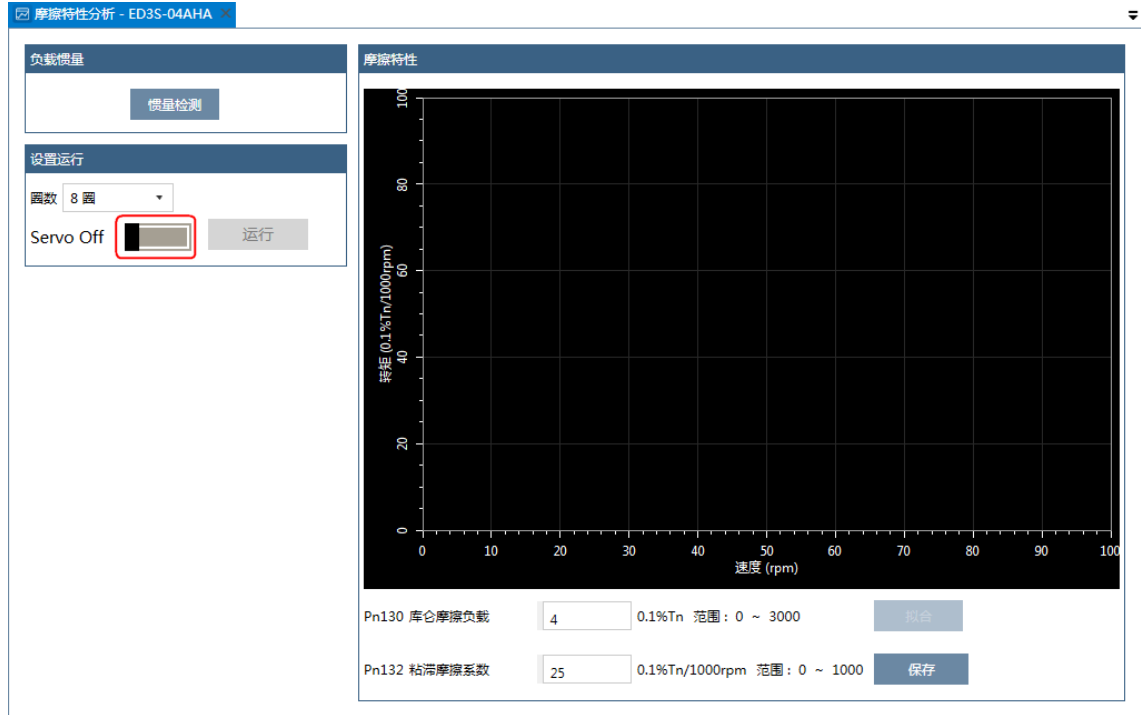 摩擦特性分析 - ED3S-04AHA
负载惯量
惯量检测
设置运行
圈数 8 圈
Servo Off 运行
摩擦特性
转矩 (0.1%Tn/1000rpm)
100
80
60
40
20
0
0 10 20 30 40 50 60 70 80 90 100
速度 (rpm)
Pn130 库仑摩擦负载 4 0.1%Tn 范围: 0 ~ 3000 拟合
Pn132 粘滞摩擦系数 25 0.1%Tn/1000rpm 范围: 0 ~ 1000 保存